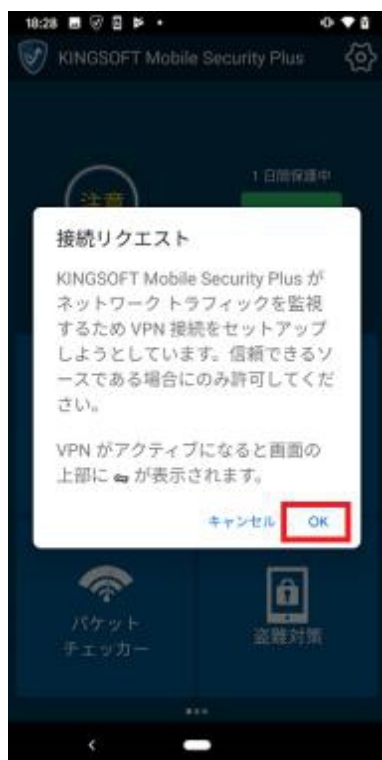 18:28
KINGSOFT Mobile Security Plus
1 日間保護中
注意
接続リクエスト
KINGSOFT Mobile Security Plus が
ネットワーク トラフィックを監視
するため VPN 接続をセットアップ
しようとしています。信頼できるソ
ースである場合にのみ許可してくだ
さい。
VPN がアクティブになると画面の
上部に が表示されます。
キャンセル OK
パケット
チェッカー
盗難対策